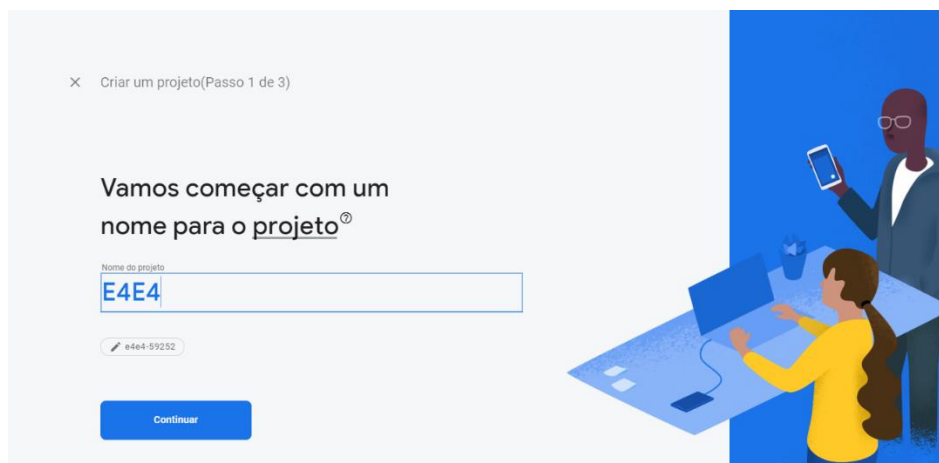 Criar um projeto(Passo 1 de 3)
Vamos começar com um
nome para o projeto
Nome do projeto
E4E4
e4e4-59252
Continuar